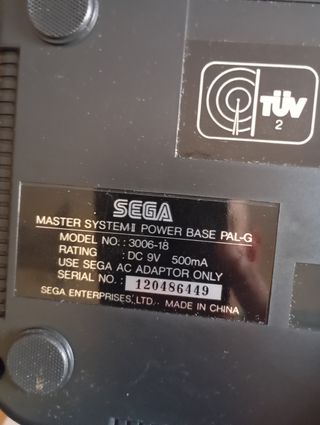 TÜV
2
SEGA
MASTER SYSTEM-II POWER BASE PAL-G
MODEL NO. : 3006-18
RATING : DC 9V 500mA
USE SEGA AC ADAPTOR ONLY
SERIAL NO. : 120486449
SEGA ENTERPRISES, LTD. MADE IN CHINA